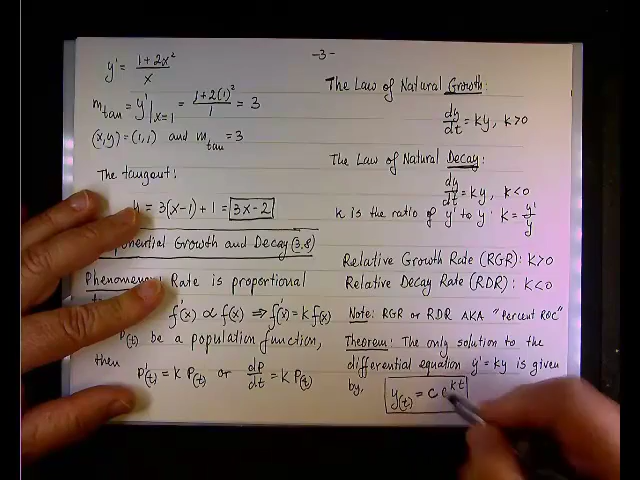 -3-
y' = (1+2x²)/x
m_tan = y'|_{x=1} = (1+2(1)²)/1 = 3
(x,y) = (1,1) and m_tan = 3
The tangent:
= 3(x-1)+1 = 3x-2
Exponential Growth and Decay (3.8)
Phenomenon: Rate is proportional
f'(x) ∝ f(x) ⇒ f'(x) = k f(x)
P(t) be a population function,
then
P'(t) = k P(t) or dP/dt = k P(t)
The Law of Natural Growth:
dy/dt = ky, k>0
The Law of Natural Decay:
dy/dt = ky, k<0
k is the ratio of y' to y: k = y'/y
Relative Growth Rate (RGR): k>0
Relative Decay Rate (RDR): k<0
Note: RGR or RDR AKA "Percent ROC"
Theorem: The only solution to the
differential equation y' = ky is given
by, y(t) = c e^{kt}